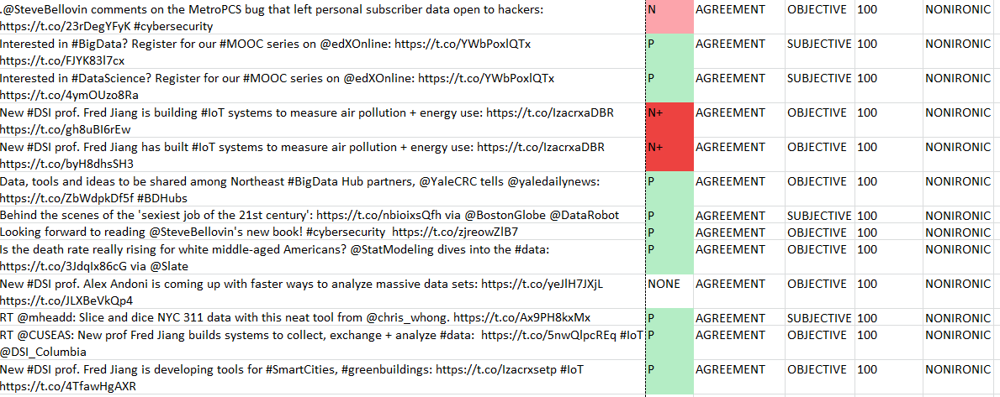 .@SteveBellovin comments on the MetroPCS bug that left personal subscriber data open to hackers: N AGREEMENT OBJECTIVE 100 NONIRONIC
https://t.co/23rDegYFyK #cybersecurity
Interested in #BigData? Register for our #MOOC series on @edXOnline: https://t.co/YWbPoxlQTx P AGREEMENT SUBJECTIVE 100 NONIRONIC
https://t.co/FJYK83l7cx
Interested in #DataScience? Register for our #MOOC series on @edXOnline: https://t.co/YWbPoxlQTx P AGREEMENT SUBJECTIVE 100 NONIRONIC
https://t.co/4ymOUzo8Ra
New #DSI prof. Fred Jiang is building #IoT systems to measure air pollution + energy use: https://t.co/IzacrxaDBR N+ AGREEMENT OBJECTIVE 100 NONIRONIC
https://t.co/gh8uBI6rEw
New #DSI prof. Fred Jiang has built #IoT systems to measure air pollution + energy use: https://t.co/IzacrxaDBR N+ AGREEMENT OBJECTIVE 100 NONIRONIC
https://t.co/byH8dhsSH3
Data, tools and ideas to be shared among Northeast #BigData Hub partners, @YaleCRC tells @yaledailynews: P AGREEMENT OBJECTIVE 100 NONIRONIC
https://t.co/ZbWdpkDf5f #BDHubs
Behind the scenes of the 'sexiest job of the 21st century': https://t.co/nbioixsQfh via @BostonGlobe @DataRobot P AGREEMENT SUBJECTIVE 100 NONIRONIC
Looking forward to reading @SteveBellovin's new book! #cybersecurity https://t.co/zjreowZlB7 P AGREEMENT OBJECTIVE 100 NONIRONIC
Is the death rate really rising for white middle-aged Americans? @StatModeling dives into the #data: P AGREEMENT OBJECTIVE 100 NONIRONIC
https://t.co/3JdqIx86cG via @Slate
New #DSI prof. Alex Andoni is coming up with faster ways to analyze massive data sets: https://t.co/yeJlH7JXjL NONE AGREEMENT OBJECTIVE 100 NONIRONIC
https://t.co/JLXBeVkQp4
RT @mheadd: Slice and dice NYC 311 data with this neat tool from @chris_whong. https://t.co/Ax9PH8kxMx P AGREEMENT SUBJECTIVE 100 NONIRONIC
RT @CUSEAS: New prof Fred Jiang builds systems to collect, exchange + analyze #data: https://t.co/5nwQlpcREq #IoT P AGREEMENT OBJECTIVE 100 NONIRONIC
@DSI_Columbia
New #DSI prof. Fred Jiang is developing tools for #SmartCities, #greenbuildings: https://t.co/Izacrxsetp #IoT P AGREEMENT OBJECTIVE 100 NONIRONIC
https://t.co/4TfawHgAXR